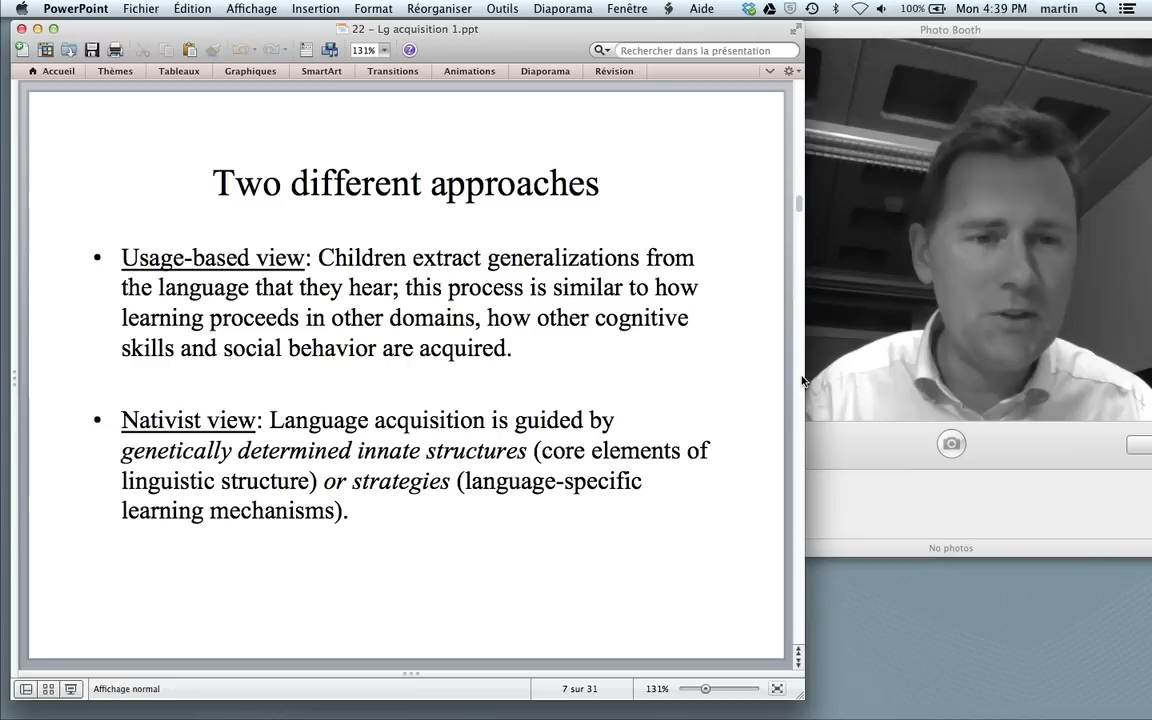 PowerPoint Fichier Édition Affichage Insertion Format Réorganiser Outils Diaporama Fenêtre Aide 100% Mon 4:39 PM martin
22 - Lg acquisition 1.ppt
Photo Booth
131%
Rechercher dans la présentation
Accueil Thèmes Tableaux Graphiques SmartArt Transitions Animations Diaporama Révision
Two different approaches
• Usage-based view: Children extract generalizations from
the language that they hear; this process is similar to how
learning proceeds in other domains, how other cognitive
skills and social behavior are acquired.
• Nativist view: Language acquisition is guided by
genetically determined innate structures (core elements of
linguistic structure) or strategies (language-specific
learning mechanisms).
No photos
Affichage normal 7 sur 31 131%